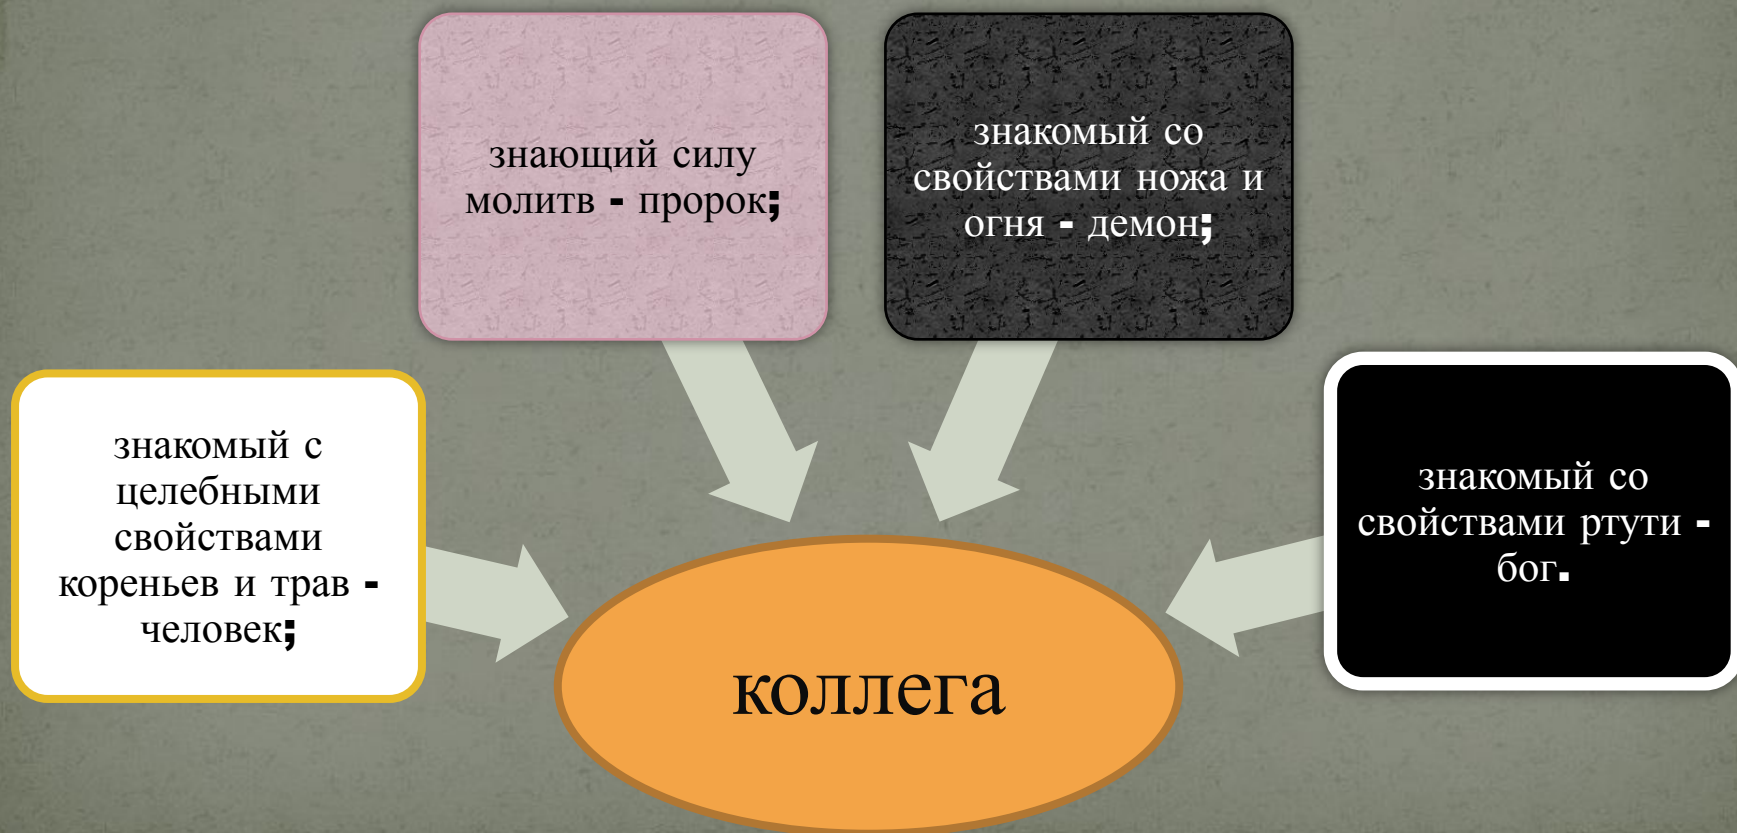 знающий силу
молитв - пророк;
знакомый со
свойствами ножа и
огня - демон;
знакомый с
целебными
свойствами
кореньев и трав -
человек;
знакомый со
свойствами ртути -
бог.
коллега